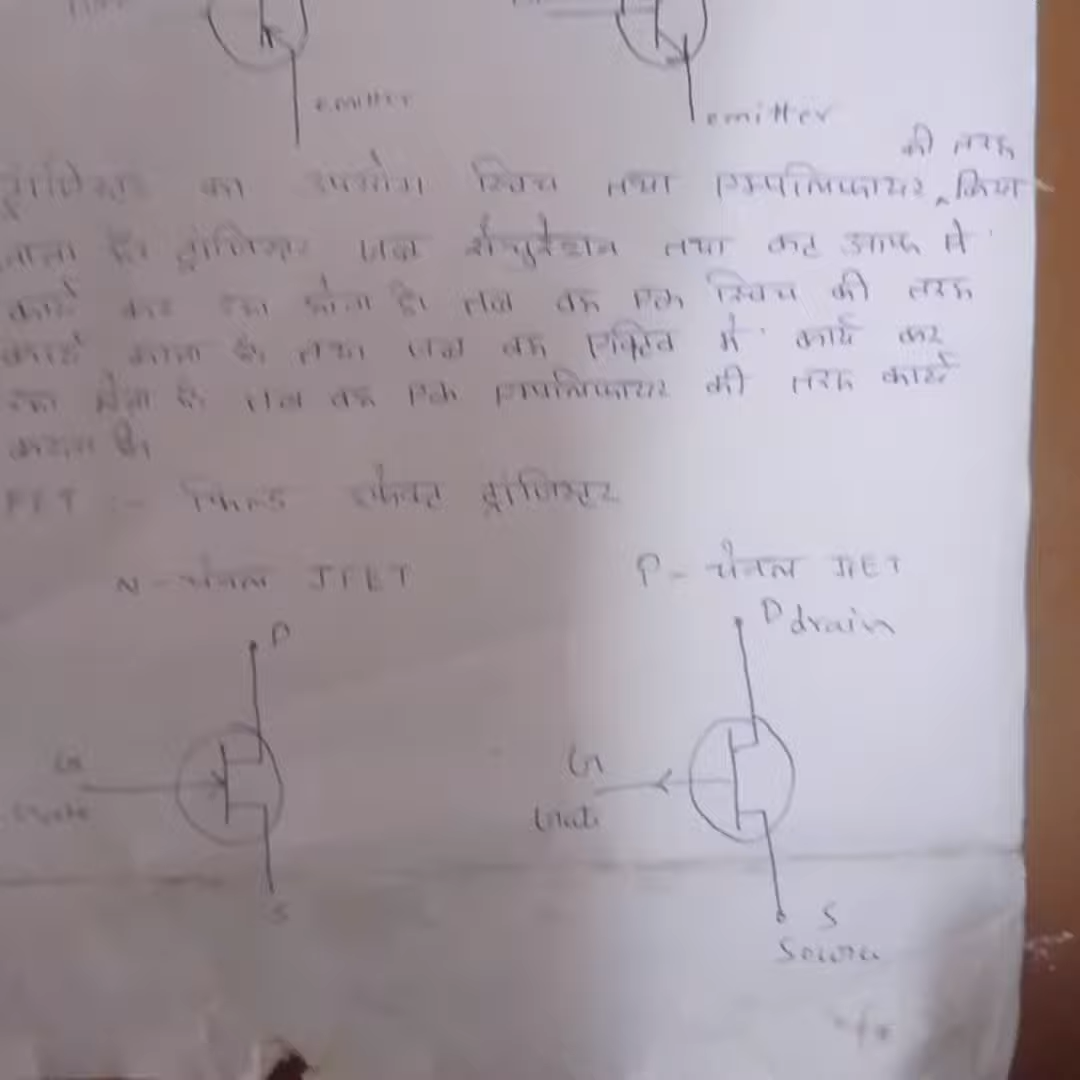 emitter emitter
की तरह
ट्रांजिस्टर का उपयोग स्विच तथा एम्पलिफायर किया
जाता है। ट्रांजिस्टर जब सेचुरेशन तथा कट आफ मे
कार्य कर रहा होता है। तब वह एक स्विच की तरह
कार्य करता है। तथा जब वह एक्टिव मे कार्य कर
रहा होता है। तब वह एक एम्पलिफायर की तरह कार्य
करता है।
FET :- फिल्ड इफेक्ट ट्रांजिस्टर
N-चेनल JFET P-चेनल JFET
D D drain
G G
Gate Gate
S S
Source